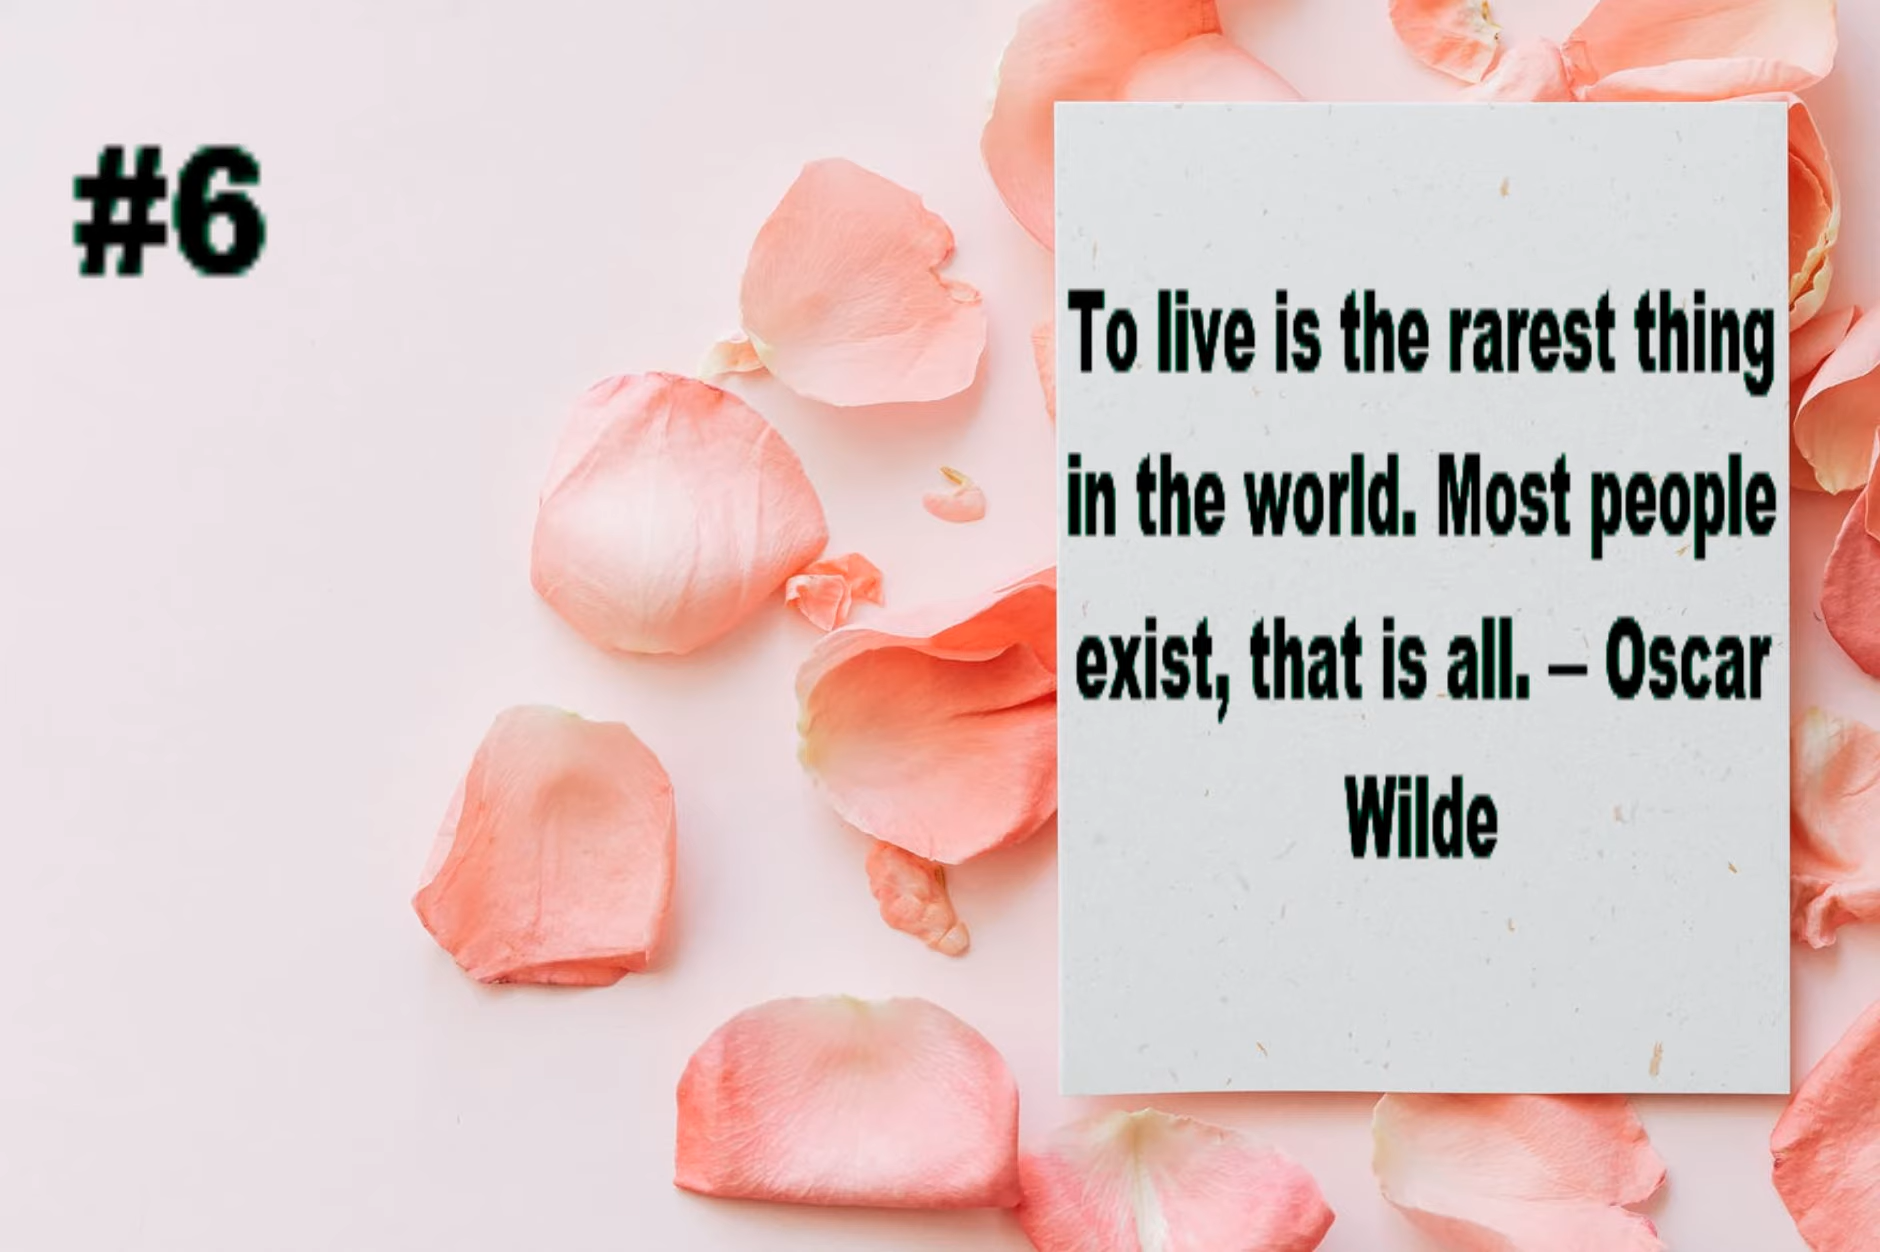 #6
To live is the rarest thing
in the world. Most people
exist, that is all. – Oscar
Wilde